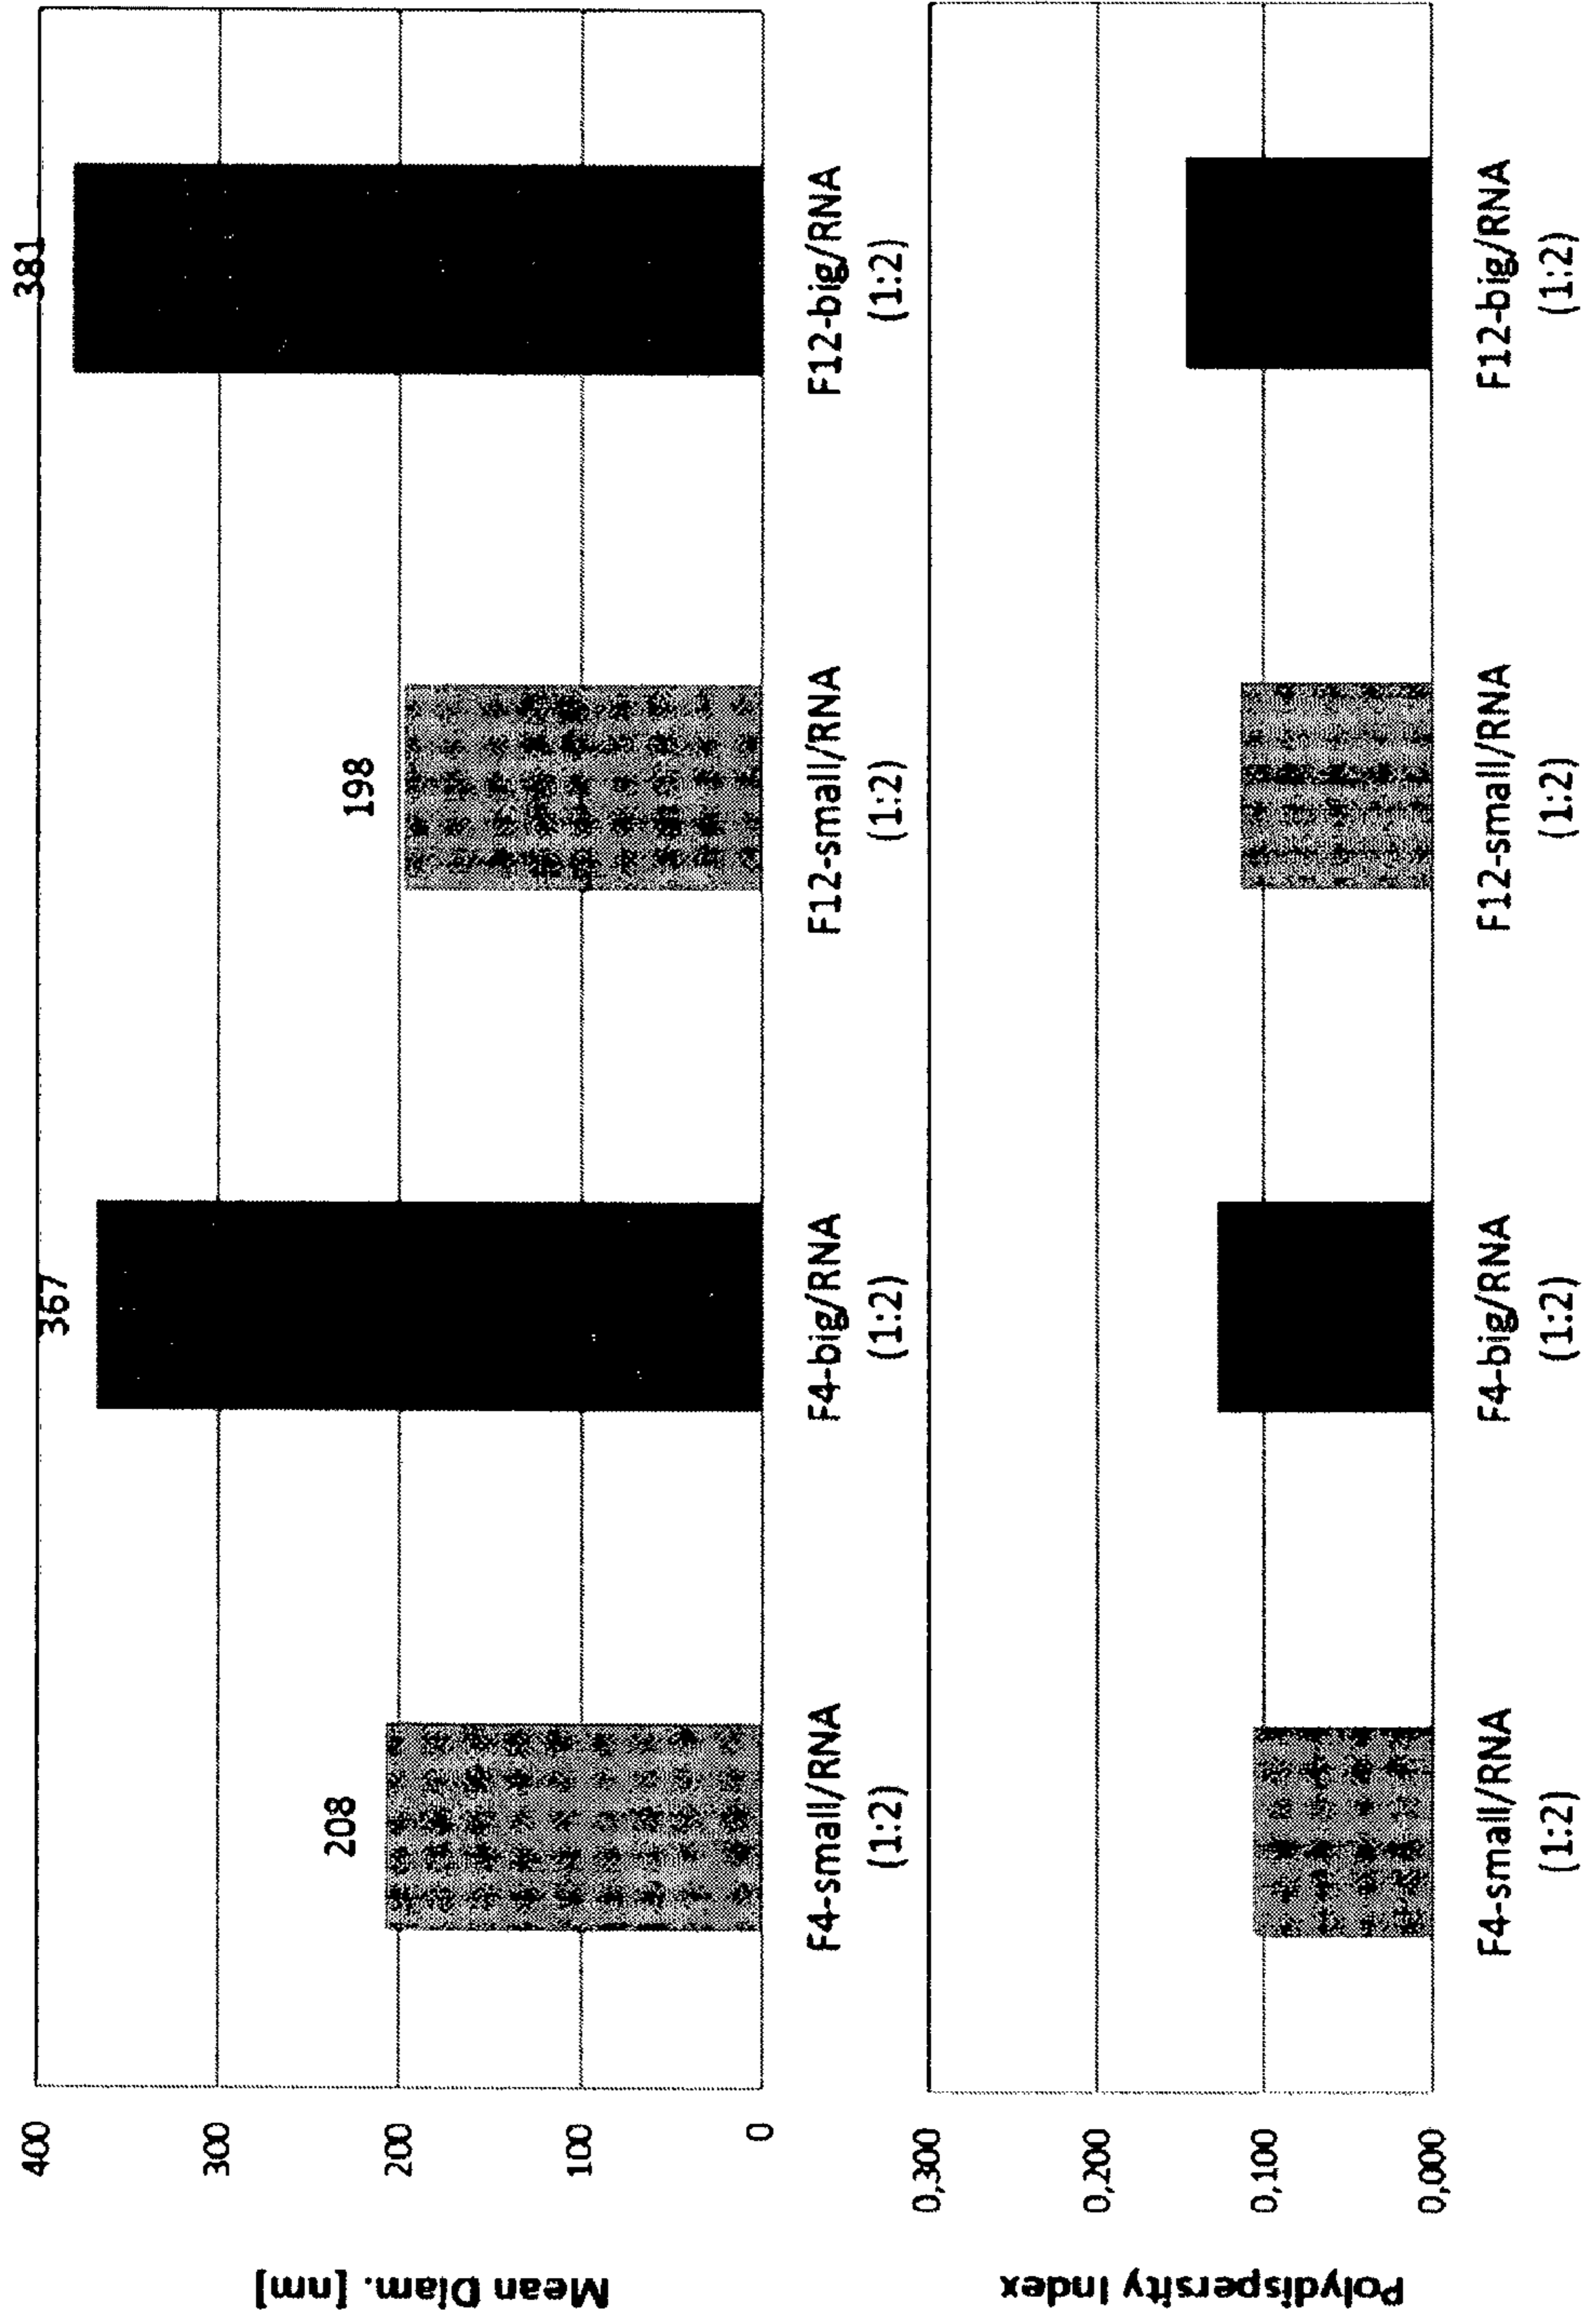 Mean Diam. [nm]
400
300
200
100
0
208
367
198
381
F4-small/RNA
(1:2)
F4-big/RNA
(1:2)
F12-small/RNA
(1:2)
F12-big/RNA
(1:2)
Polydispersity Index
0,300
0,200
0,100
0,000
F4-small/RNA
(1:2)
F4-big/RNA
(1:2)
F12-small/RNA
(1:2)
F12-big/RNA
(1:2)